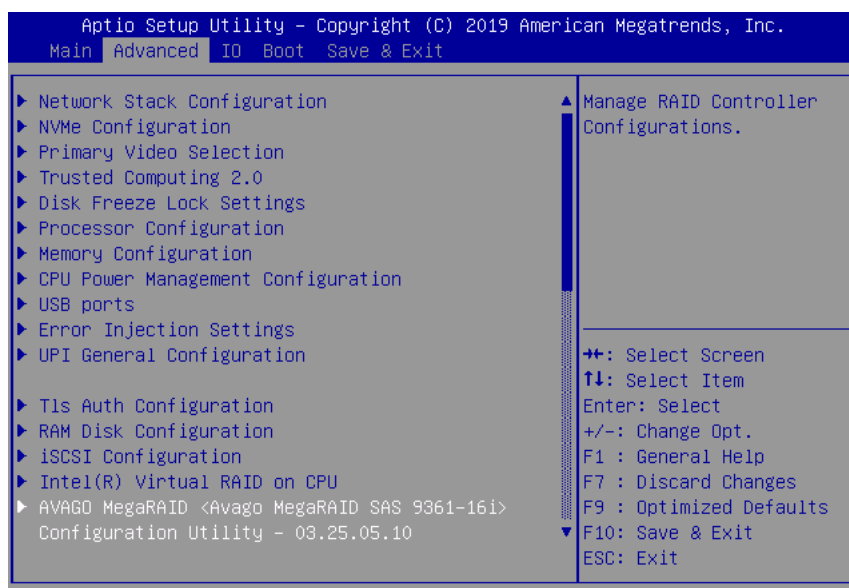 Aptio Setup Utility – Copyright (C) 2019 American Megatrends, Inc.
Main Advanced IO Boot Save & Exit
Network Stack Configuration
NVMe Configuration
Primary Video Selection
Trusted Computing 2.0
Disk Freeze Lock Settings
Processor Configuration
Memory Configuration
CPU Power Management Configuration
USB ports
Error Injection Settings
UPI General Configuration
Tls Auth Configuration
RAM Disk Configuration
iSCSI Configuration
Intel(R) Virtual RAID on CPU
AVAGO MegaRAID <Avago MegaRAID SAS 9361-16i>
Configuration Utility – 03.25.05.10
Manage RAID Controller
Configurations.
→←: Select Screen
↑↓: Select Item
Enter: Select
+/-: Change Opt.
F1 : General Help
F7 : Discard Changes
F9 : Optimized Defaults
F10: Save & Exit
ESC: Exit